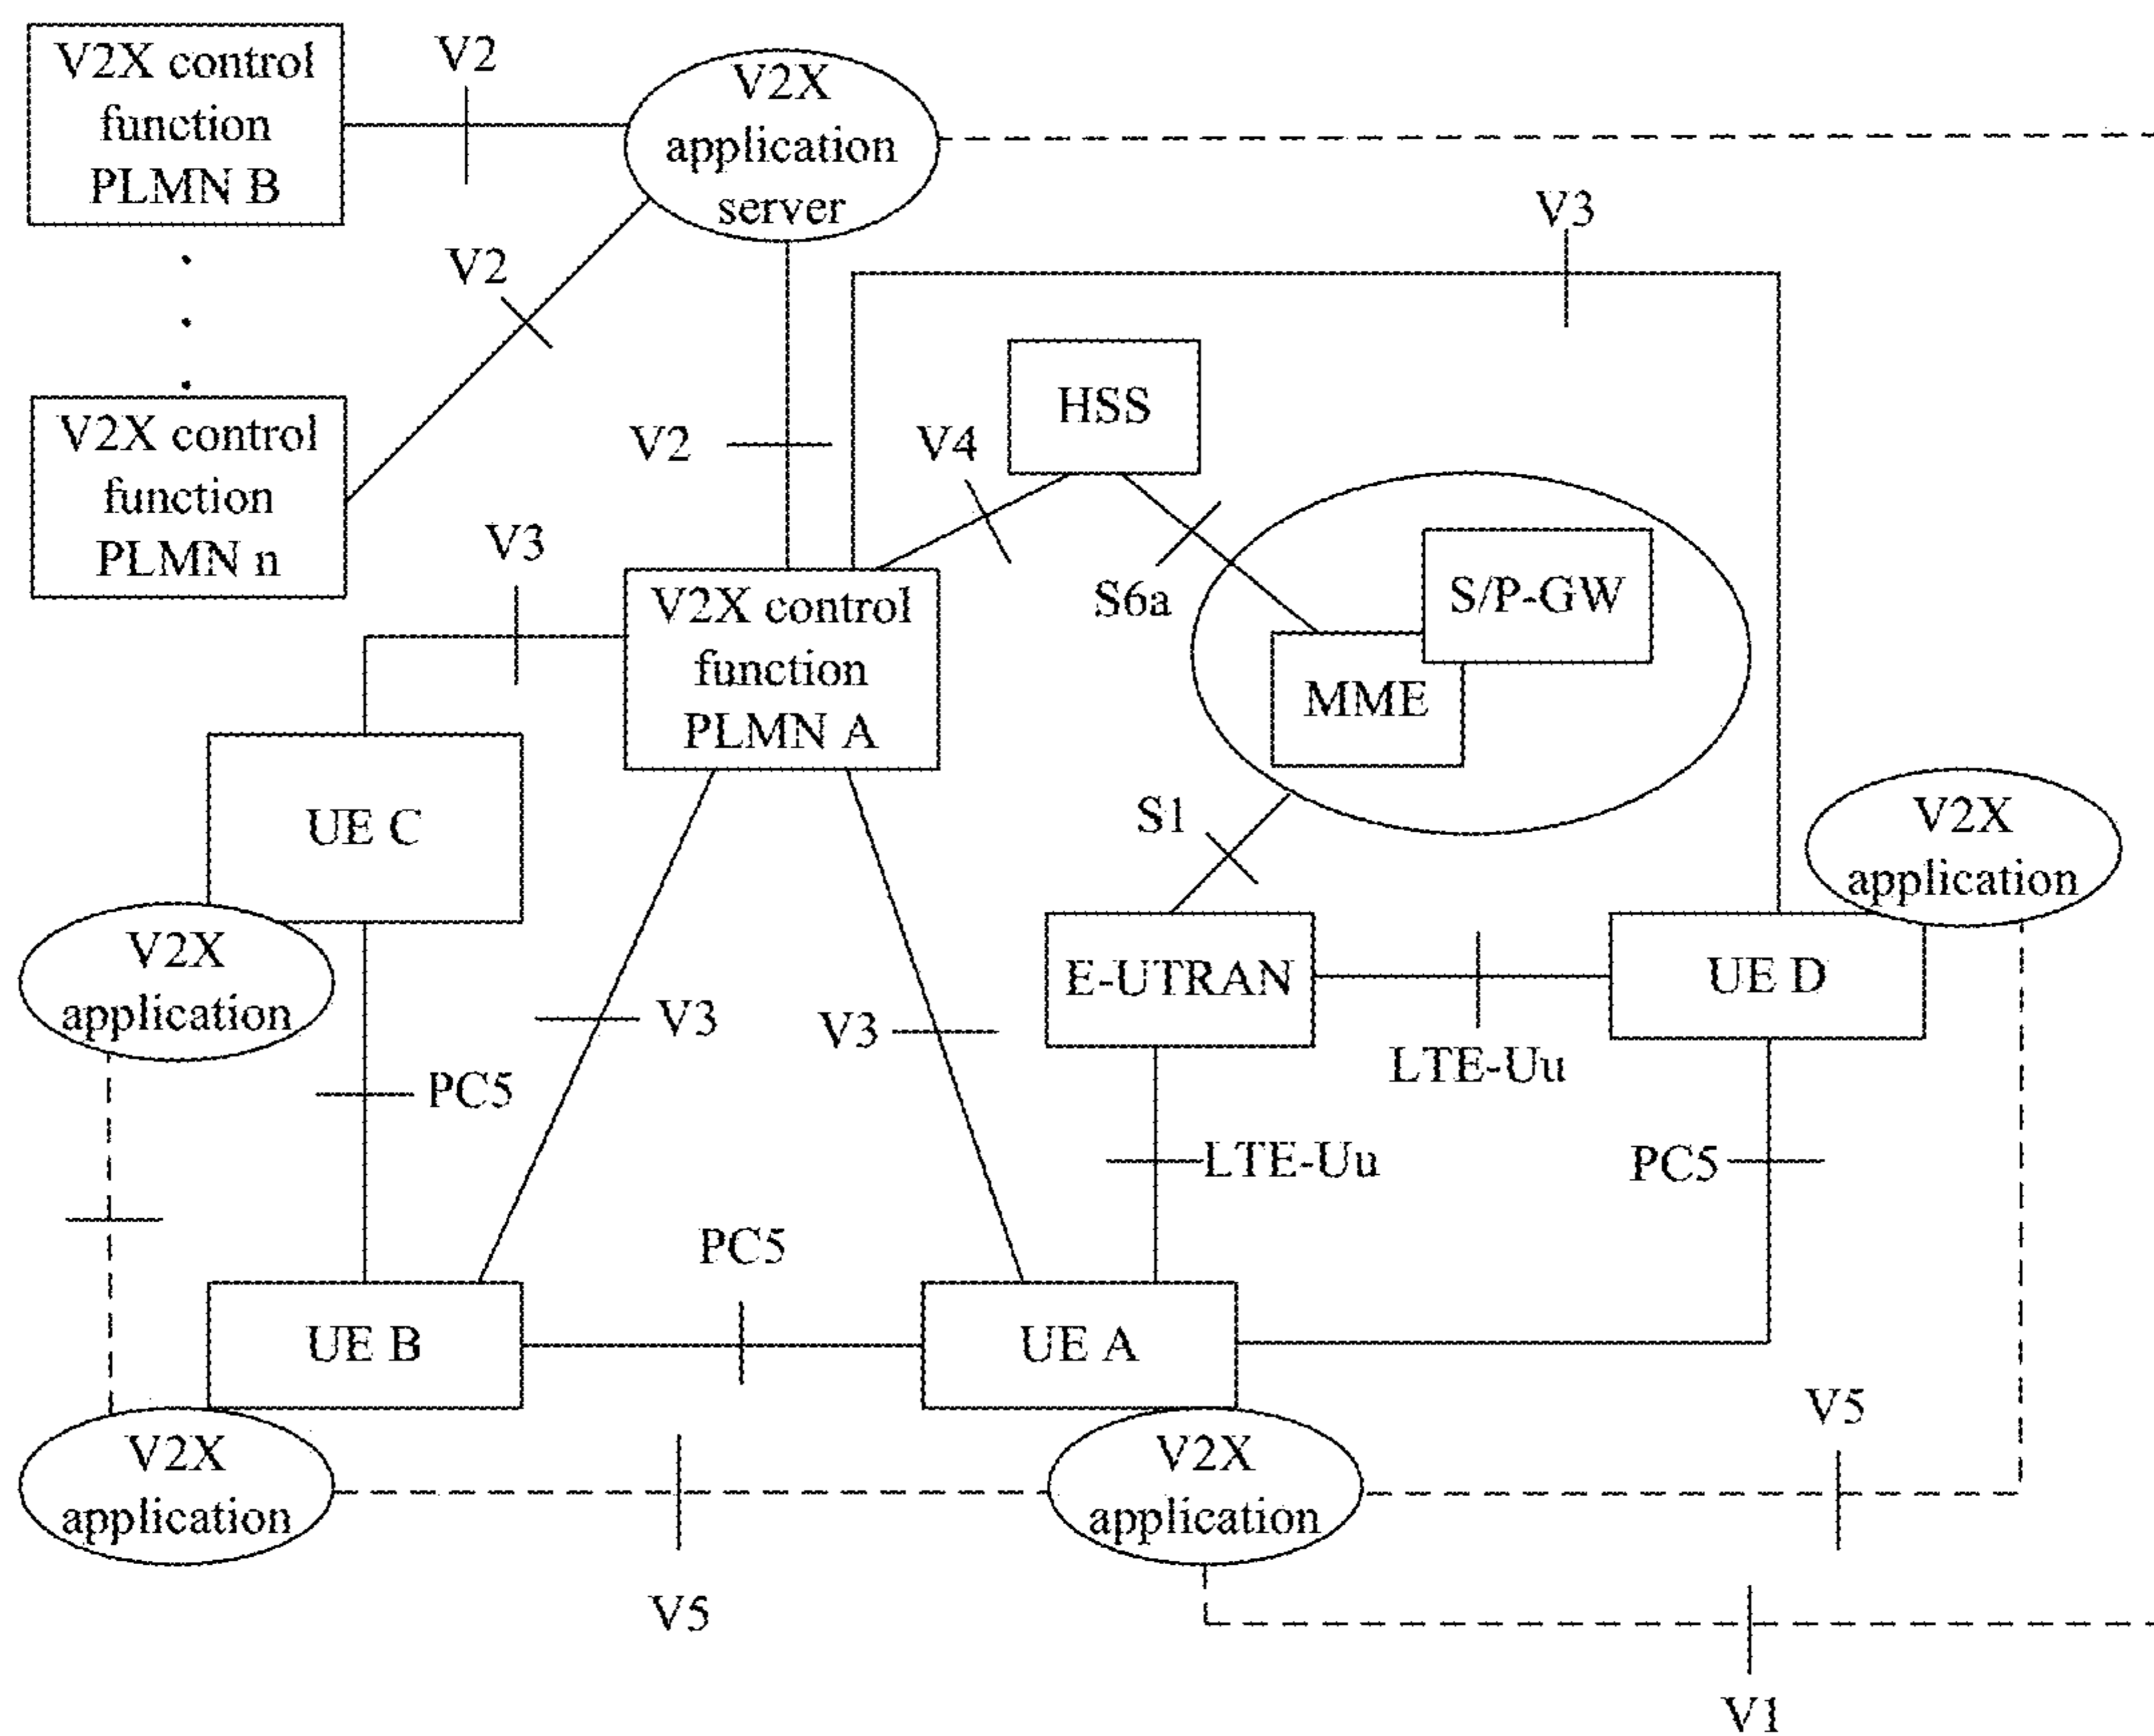 V2X control
function
PLMN B
V2
V2X
application
server
V3
V2
V2X control
function
PLMN n
V2
V4
HSS
S6a
S/P-GW
MME
V3
V2X control
function
PLMN A
UE C
S1
V2X
application
V2X
application
E-UTRAN
UE D
LTE-Uu
V3
V3
PC5
LTE-Uu
PC5
PC5
UE B
UE A
V5
V2X
application
V2X
application
V5
V1